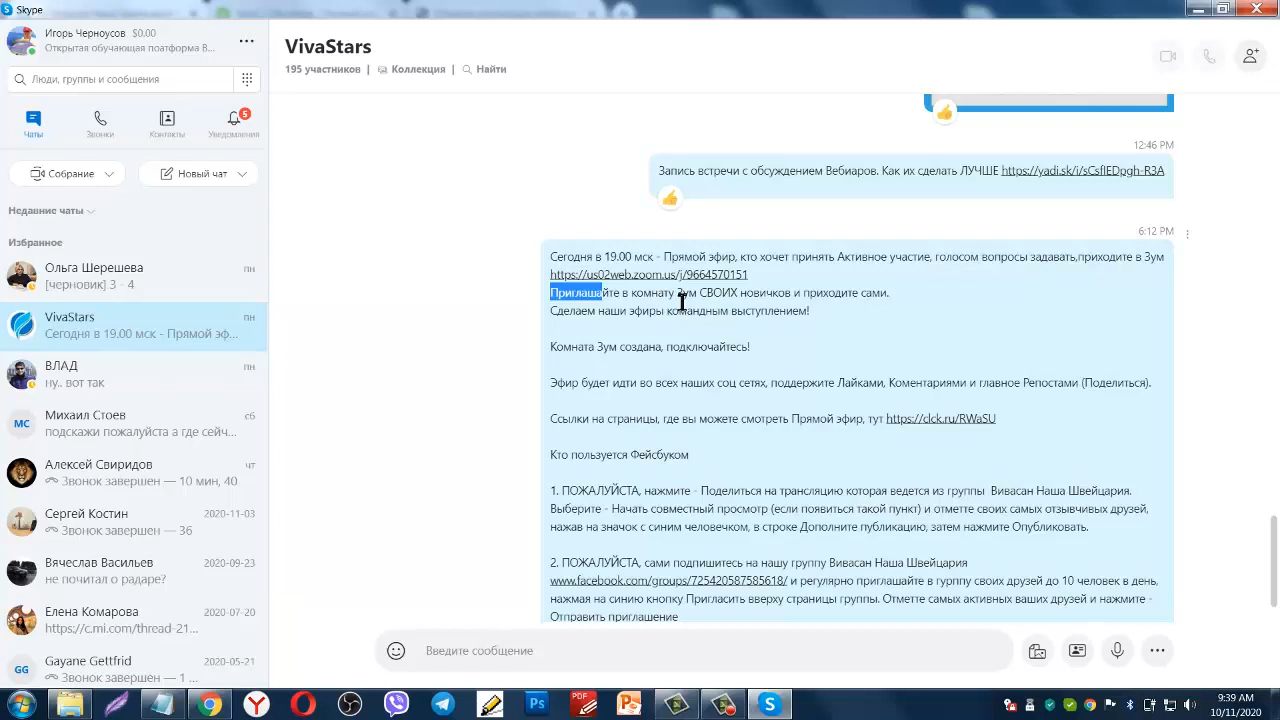 Skype
Игорь Черноусов $0.00
Открытая обучающая поатформа В...
Люди, группы и сообщения
Чаты
Звонки
Контакты
5
Уведомления
Собрание
Новый чат
Недавние чаты
Избранное
Ольга Шерешева пн
[черновик] 3 - 4
VivaStars пн
Сегодня в 19.00 мск - Прямой эф...
ВЛАД пн
ну.. вот так
МС
Михаил Стоев сб
подскажи пожалуйста а где сейч...
Алексей Свиридов чт
Звонок завершен — 10 мин, 40
Сергей Костин 2020-11-03
Звонок завершен — 36
Вячеслав Васильев 2020-09-23
не почитал о радаре?
Елена Комарова 2020-07-20
https://c.mi.com/thread-21...
GG
Gayane Gettfrid 2020-05-21
Звонок завершен — 1 ...
VivaStars
195 участников | Коллекция | Найти
12:46 PM
Запись встречи с обсуждением Вебиаров. Как их сделать ЛУЧШЕ https://yadi.sk/i/sCsflEDpgh-R3A
6:12 PM
Сегодня в 19.00 мск - Прямой эфир, кто хочет принять Активное участие, голосом вопросы задавать,приходите в Зум
https://us02web.zoom.us/j/9664570151
Приглашайте в комнату Зум СВОИХ новичков и приходите сами.
Сделаем наши эфиры командным выступлением!
Комната Зум создана, подключайтесь!
Эфир будет идти во всех наших соц сетях, поддержите Лайками, Коментариями и главное Репостами (Поделиться).
Ссылки на страницы, где вы можете смотреть Прямой эфир, тут https://clck.ru/RWaSU
Кто пользуется Фейсбуком
1. ПОЖАЛУЙСТА, нажмите - Поделиться на трансляцию которая ведется из группы Вивасан Наша Швейцария.
Выберите - Начать совместный просмотр (если появиться такой пункт) и отметте своих самых отзывчивых друзей,
нажав на значок с синим человечком, в строке Дополните публикацию, затем нажмите Опубликовать.
2. ПОЖАЛУЙСТА, сами подпишитесь на нашу группу Вивасан Наша Швейцария
www.facebook.com/groups/725420587585618/ и регулярно приглашайте в гурппу своих друзей до 10 человек в день,
нажмая на синию кнопку Пригласить вверху страницы группы. Отметте самых активных ваших друзей и нажмите -
Отправить приглашение
Введите сообщение
Ps
PDF
9:39 AM
10/11/2020